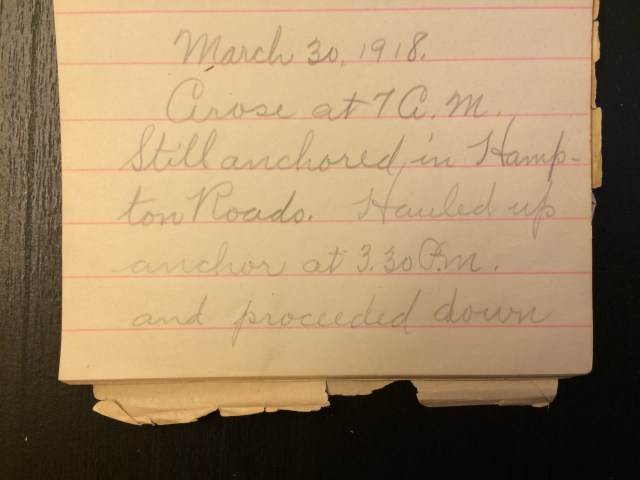 March 30, 1918.
Arose at 7 A.M.
Still anchored in Hamp-
ton Roads. Hauled up
anchor at 3.30 P.M.
and proceeded down